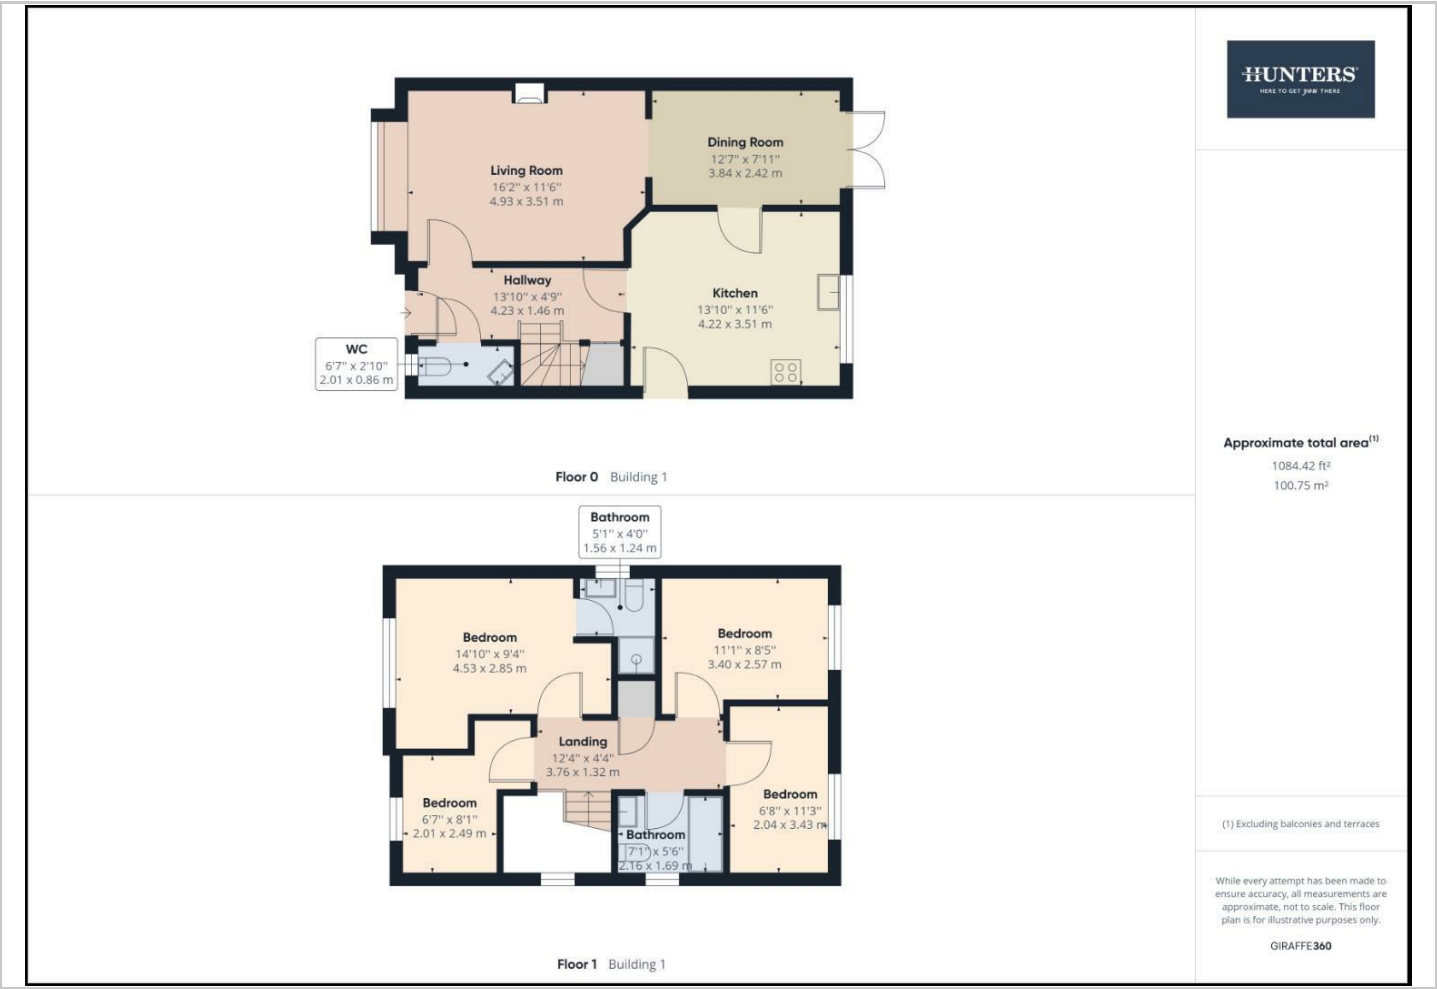 Living Room
16'2" x 11'6"
4.93 x 3.51 m
Dining Room
12'7" x 7'11"
3.84 x 2.42 m
Hallway
13'10" x 4'9"
4.23 x 1.46 m
Kitchen
13'10" x 11'6"
4.22 x 3.51 m
WC
6'7" x 2'10"
2.01 x 0.86 m
Floor 0 Building 1
Bathroom
5'1" x 4'0"
1.56 x 1.24 m
Bedroom
14'10" x 9'4"
4.53 x 2.85 m
Bedroom
11'1" x 8'5"
3.40 x 2.57 m
Landing
12'4" x 4'4"
3.76 x 1.32 m
Bedroom
6'7" x 8'1"
2.01 x 2.49 m
Bathroom
7'1" x 5'6"
2.16 x 1.69 m
Bedroom
6'8" x 11'3"
2.04 x 3.43 m
Floor 1 Building 1
HUNTERS
HERE TO GET you THERE
Approximate total area(1)
1084.42 ft²
100.75 m²
(1) Excluding balconies and terraces
While every attempt has been made to
ensure accuracy, all measurements are
approximate, not to scale. This floor
plan is for illustrative purposes only.
GIRAFFE360